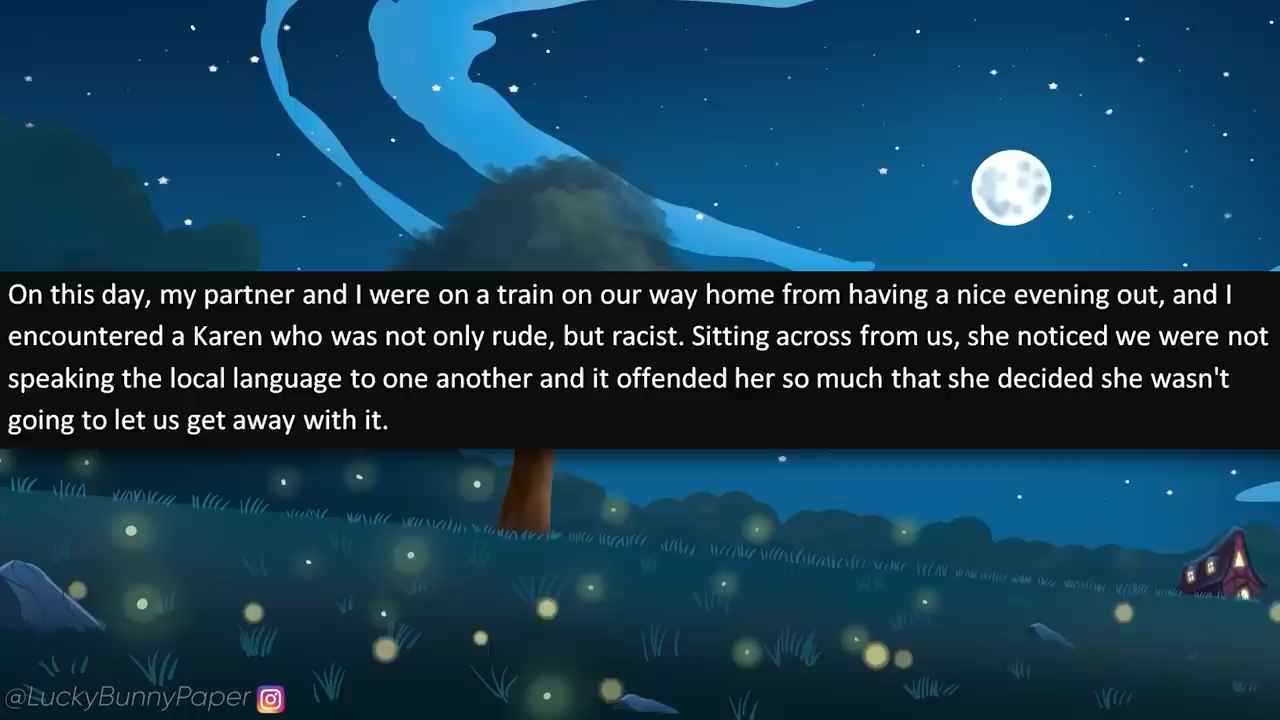 On this day, my partner and I were on a train on our way home from having a nice evening out, and I
encountered a Karen who was not only rude, but racist. Sitting across from us, she noticed we were not
speaking the local language to one another and it offended her so much that she decided she wasn't
going to let us get away with it.
@LuckyBunnyPaper